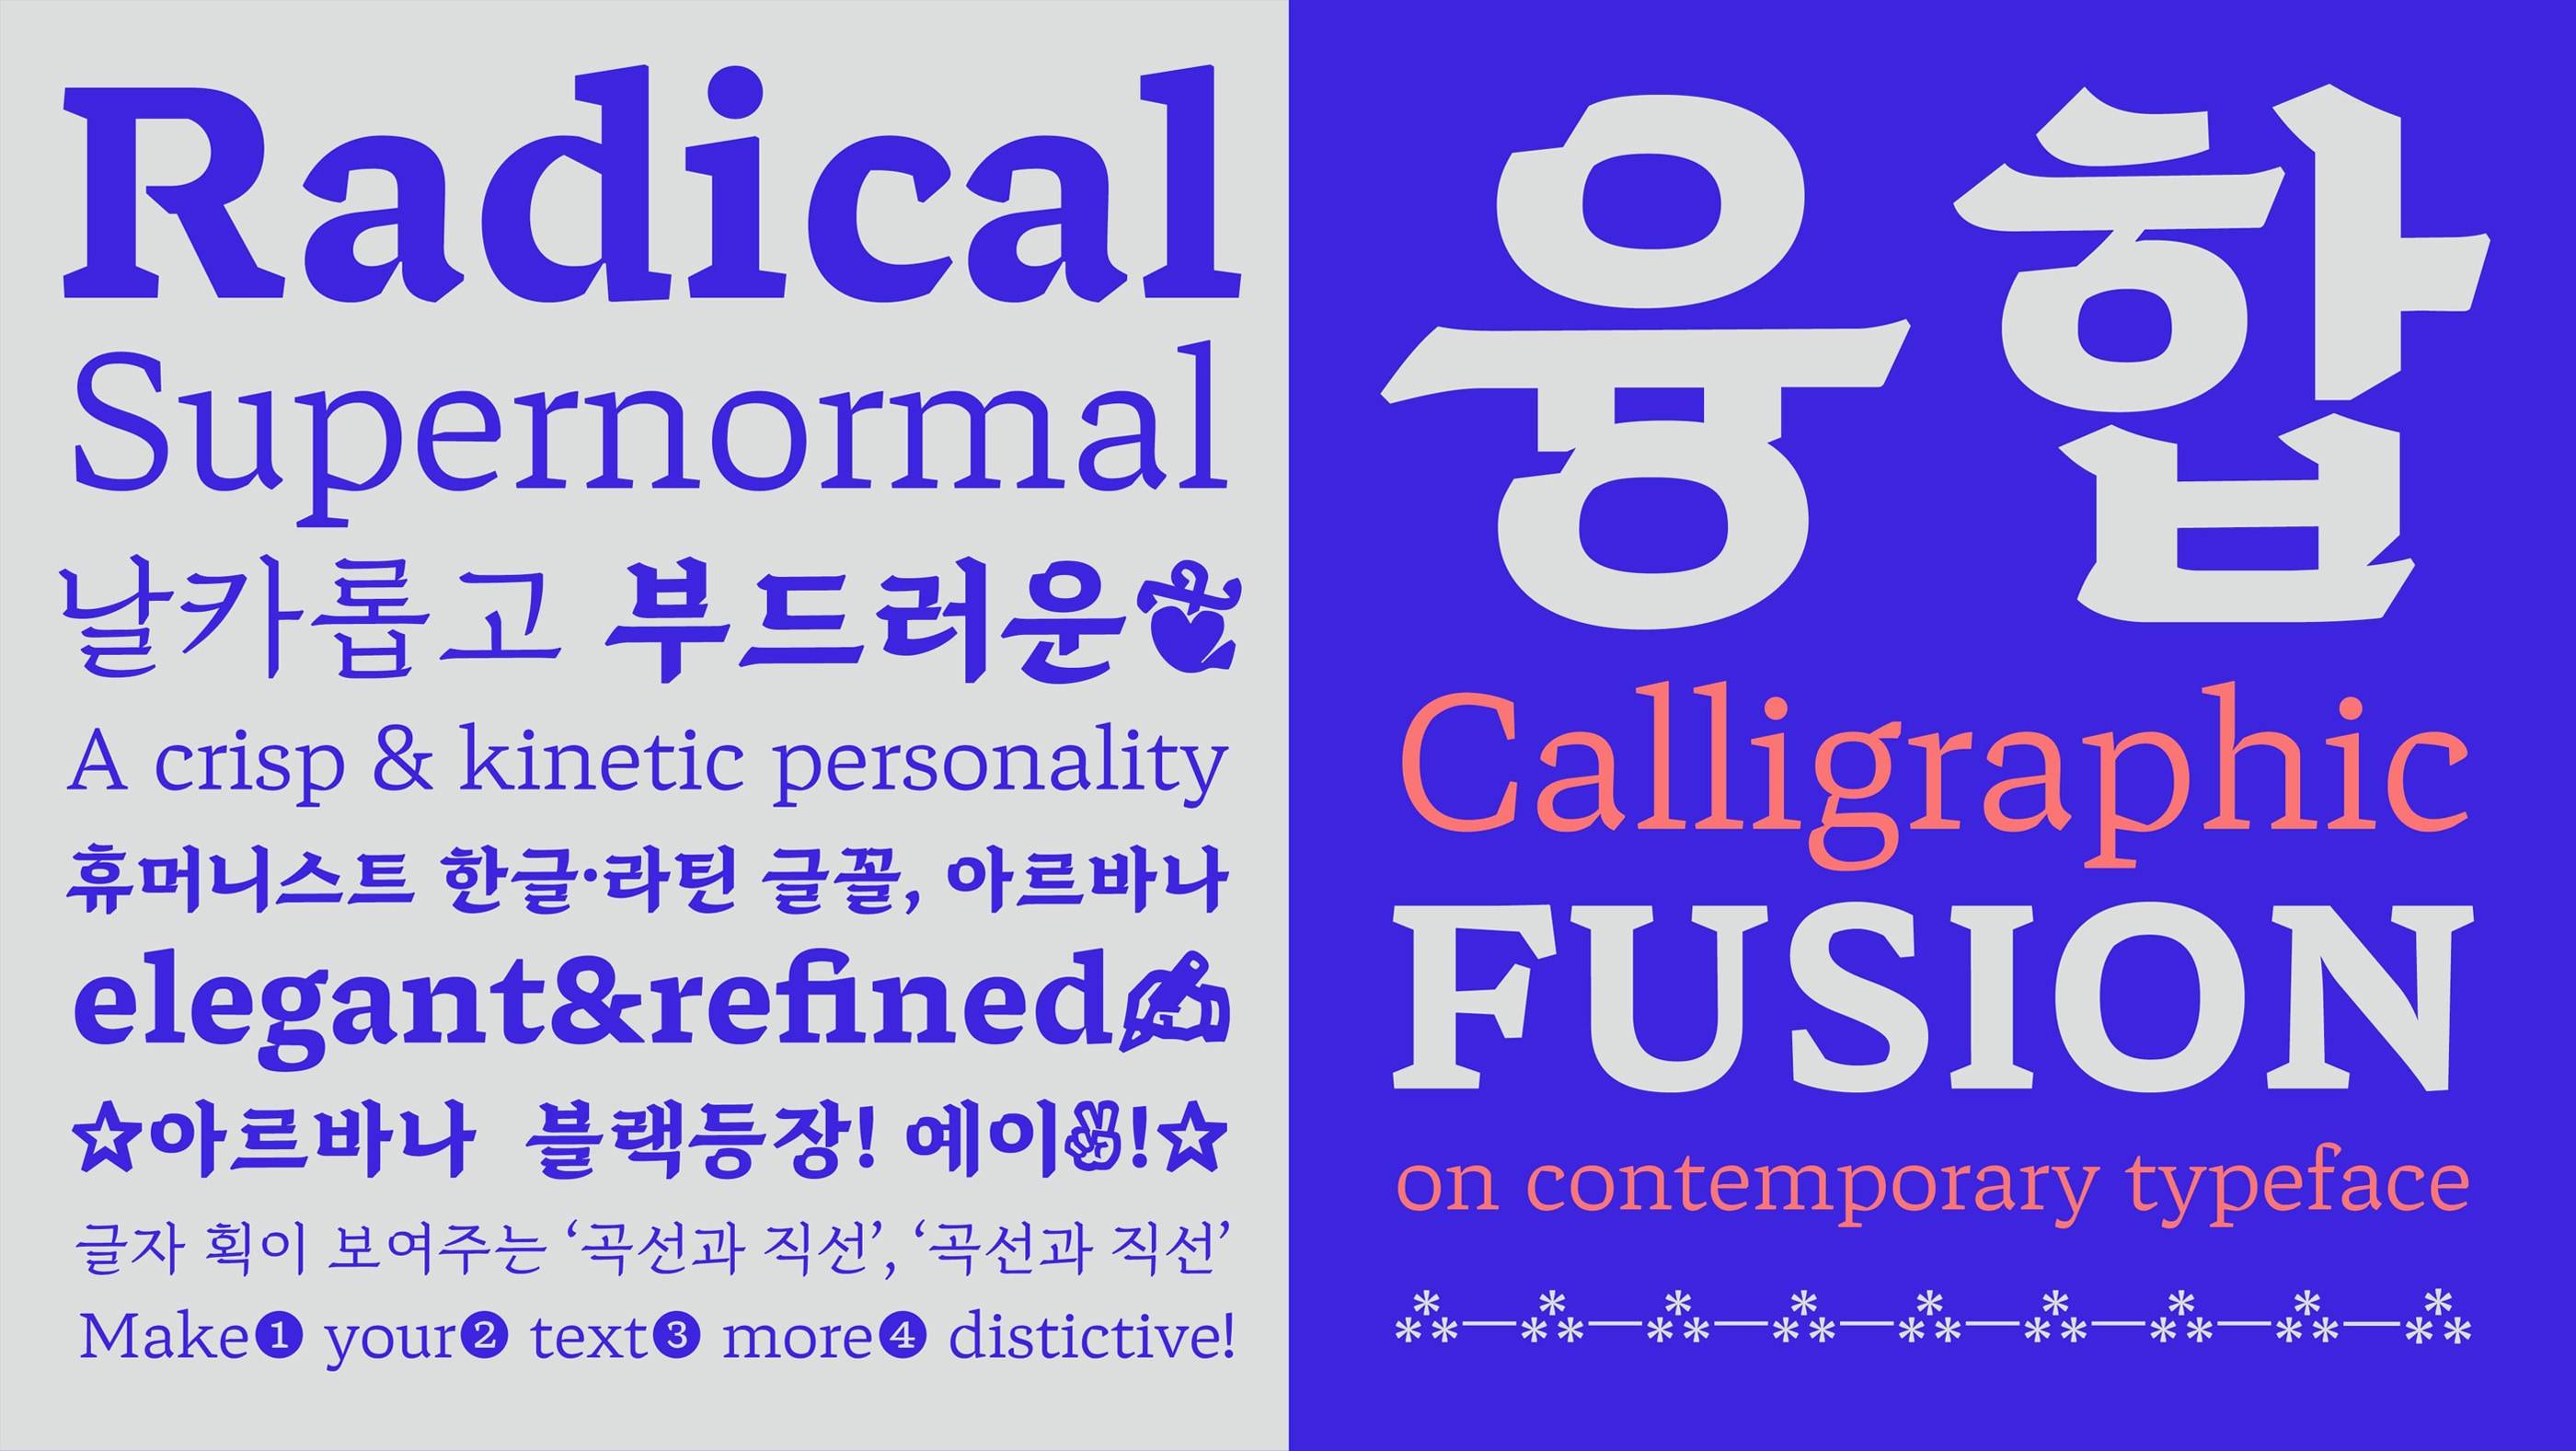 Radical
Supernormal
날카롭고 부드러운❦
A crisp & kinetic personality
휴머니스트 한글·라틴 글꼴, 아르바나
elegant&refined✍
☆아르바나 블랙등장! 예이✌!☆
글자 획이 보여주는 ‘곡선과 직선’, ‘곡선과 직선’
Make❶ your❷ text❸ more❹ distictive!
융합
Calligraphic
FUSION
on contemporary typeface
⁂—⁂—⁂—⁂—⁂—⁂—⁂—⁂—⁂